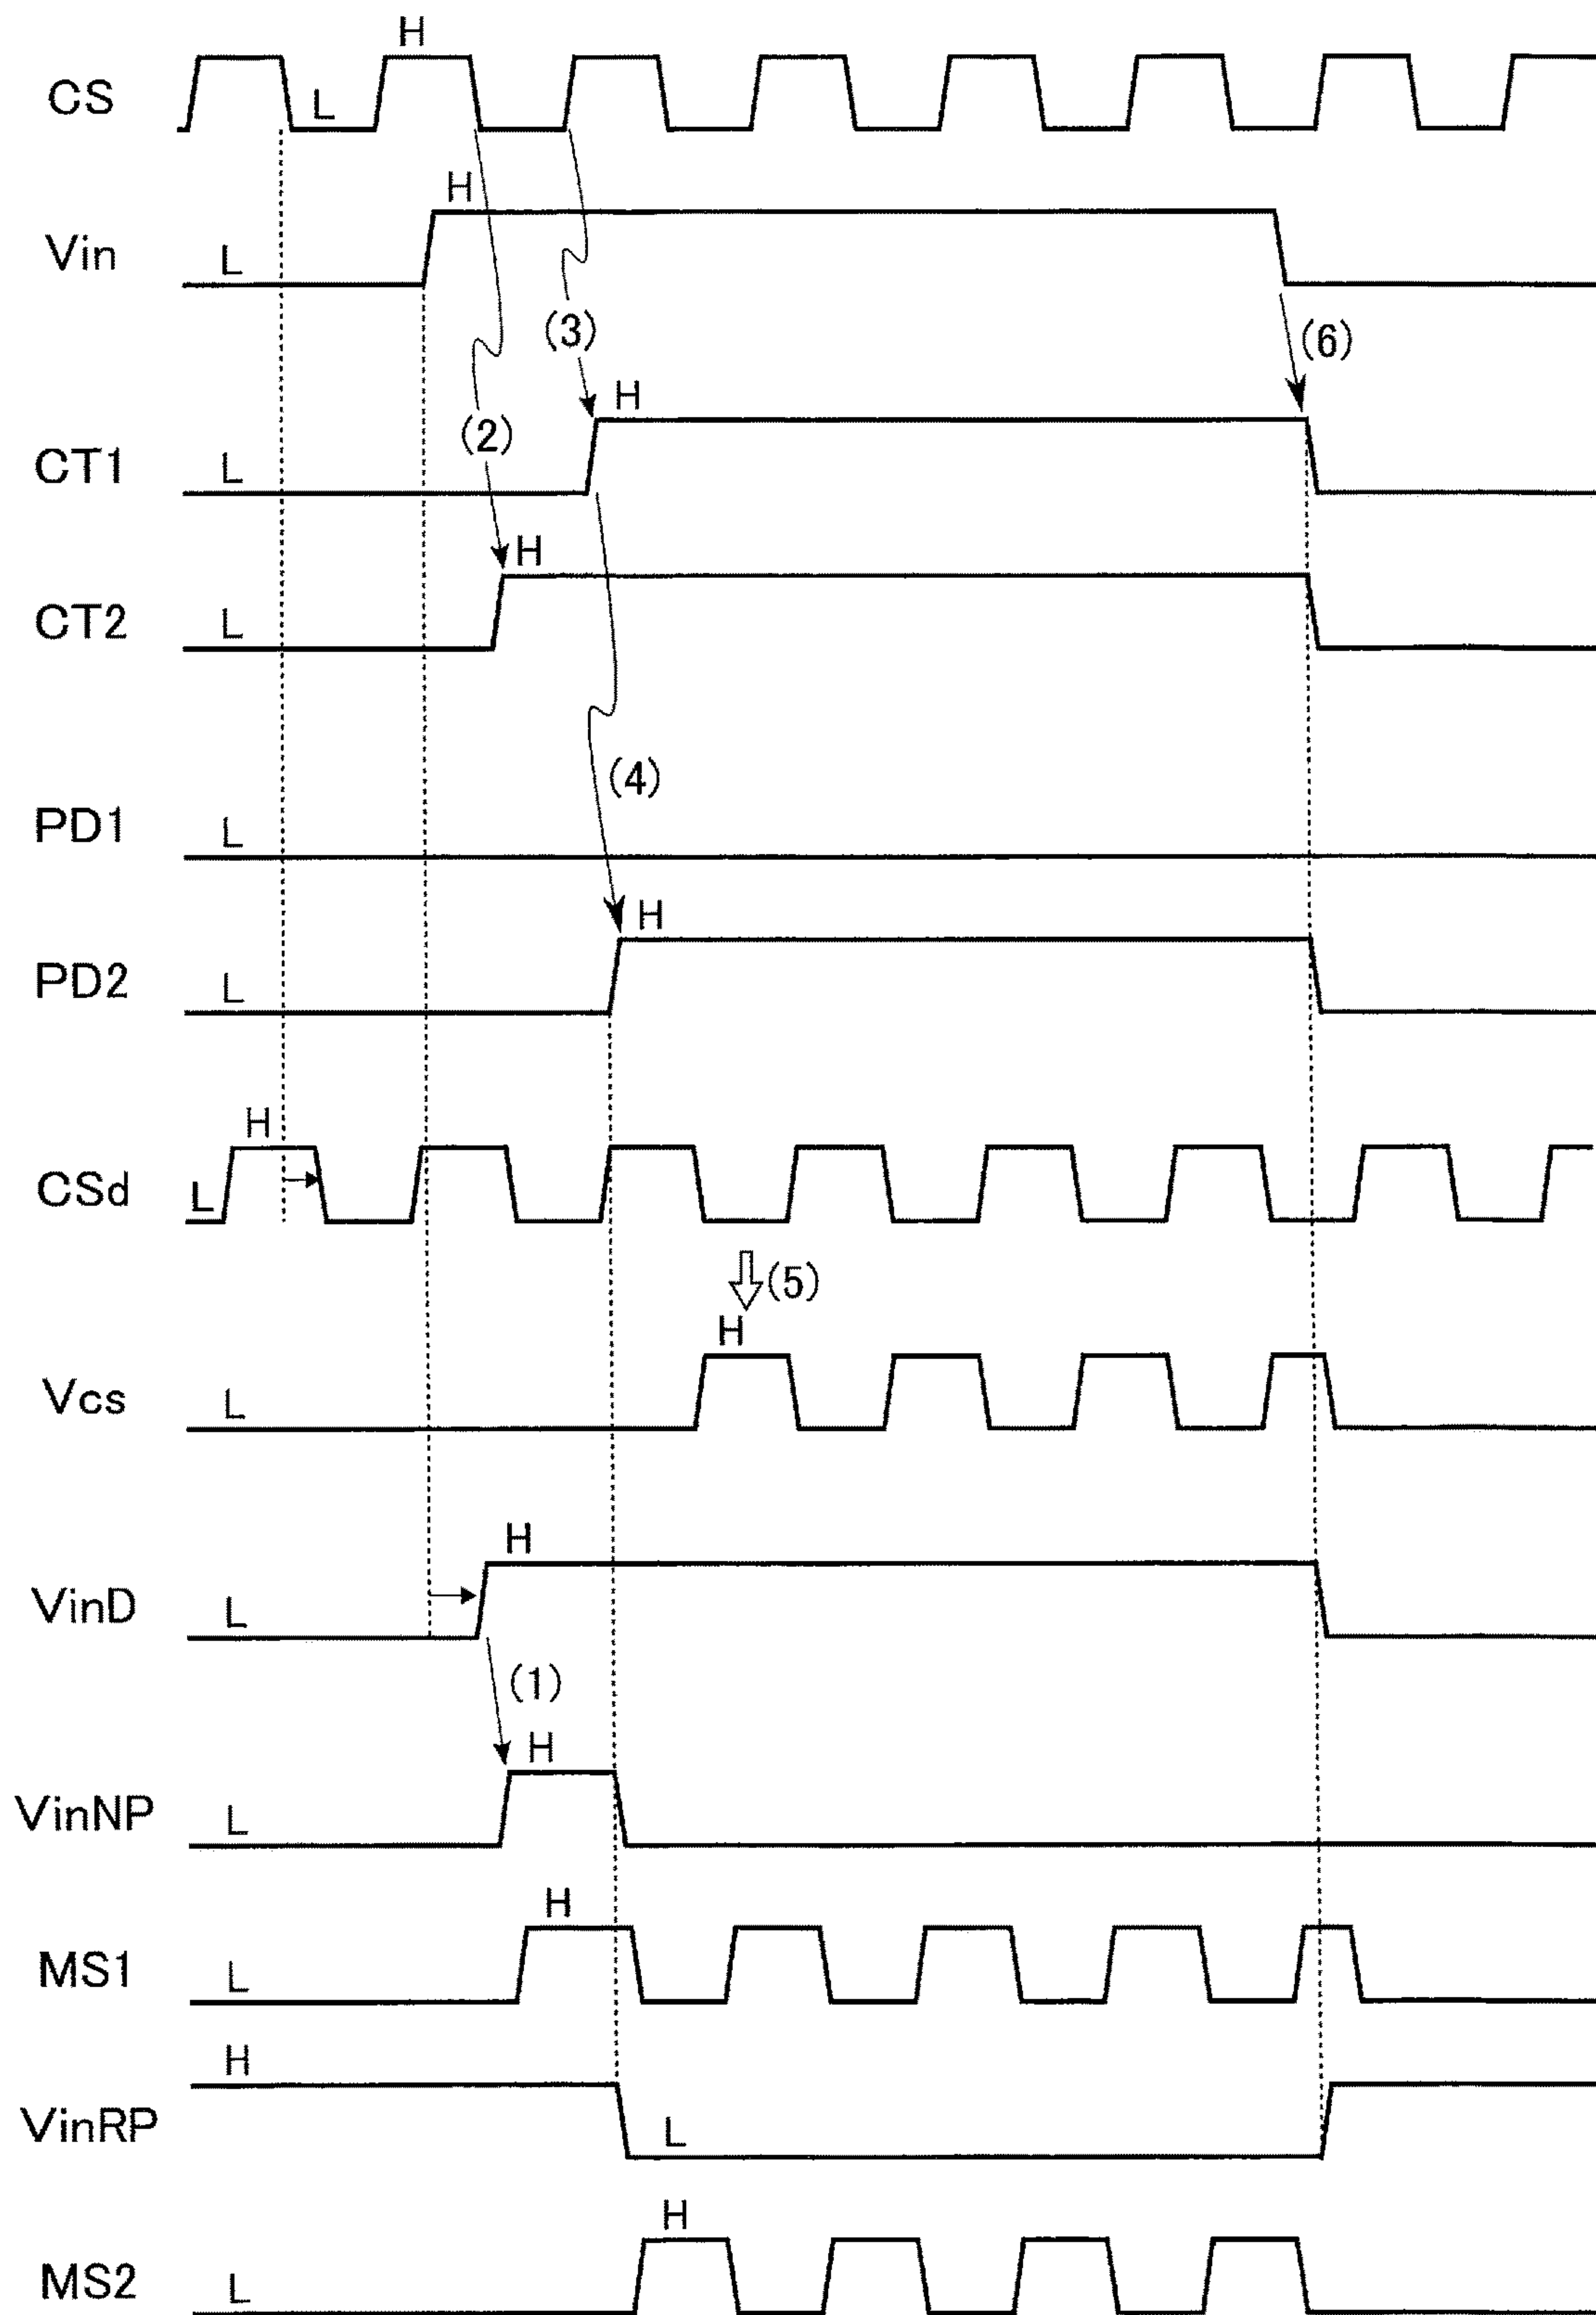 H
CS L
H
Vin L
(3) (6)
H
(2)
CT1 L
H
CT2 L
(4)
PD1 L
H
PD2 L
H
CSd L
(5)
H
Vcs L
H
VinD L
(1)
H
VinNP L
H
MS1 L
H
VinRP L
H
MS2 L